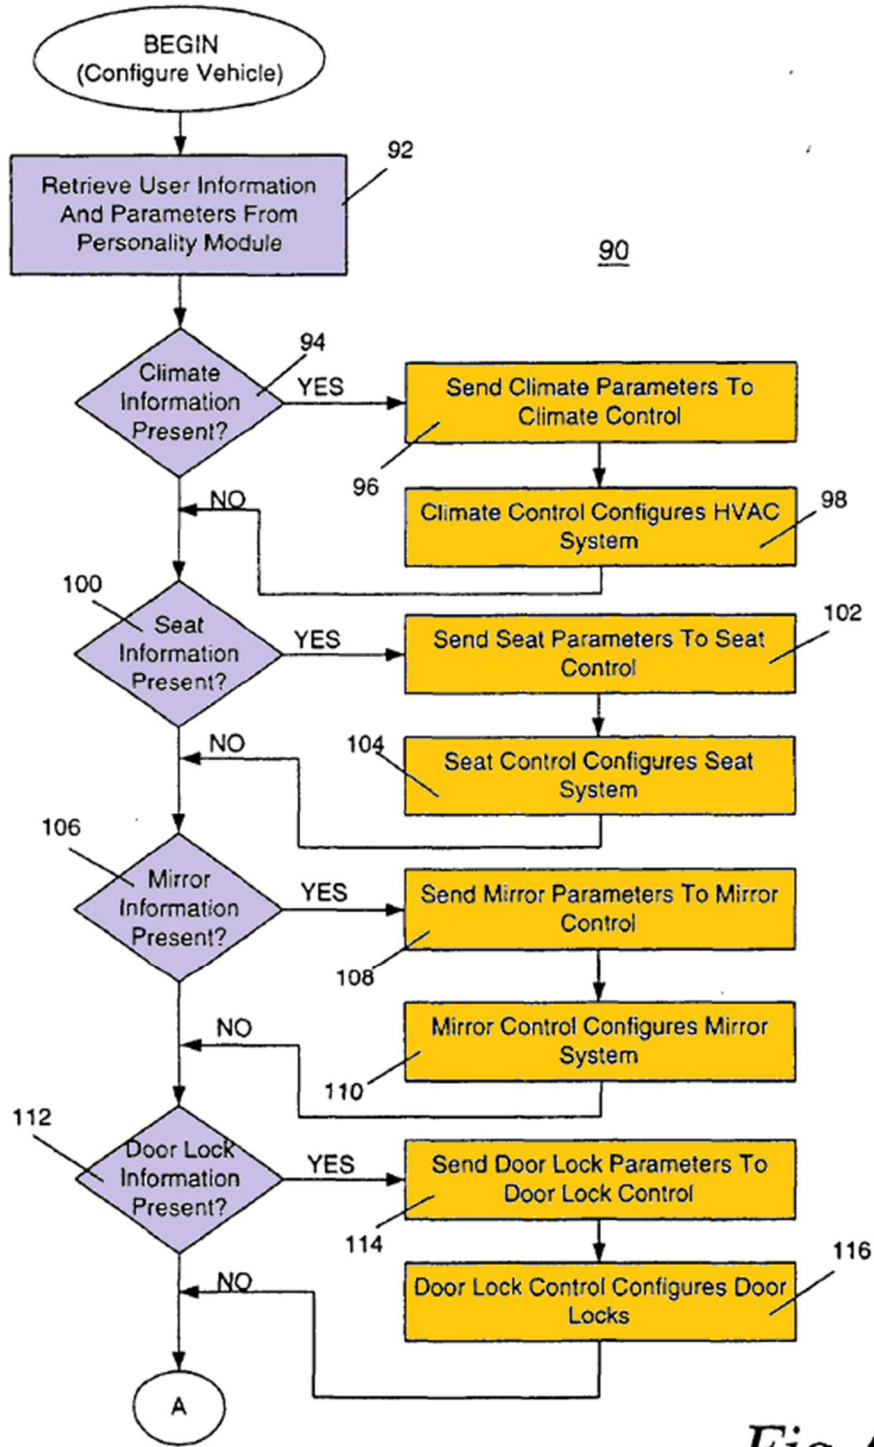 BEGIN
(Configure Vehicle)
92
Retrieve User Information
And Parameters From
Personality Module
90
94
Climate
Information
Present?
YES
Send Climate Parameters To
Climate Control
96
NO
Climate Control Configures HVAC
System
98
100
Seat
Information
Present?
YES
Send Seat Parameters To Seat
Control
102
NO
104
Seat Control Configures Seat
System
106
Mirror
Information
Present?
YES
Send Mirror Parameters To Mirror
Control
108
NO
Mirror Control Configures Mirror
System
110
112
Door Lock
Information
Present?
YES
Send Door Lock Parameters To
Door Lock Control
114
116
NO
Door Lock Control Configures Door
Locks
A